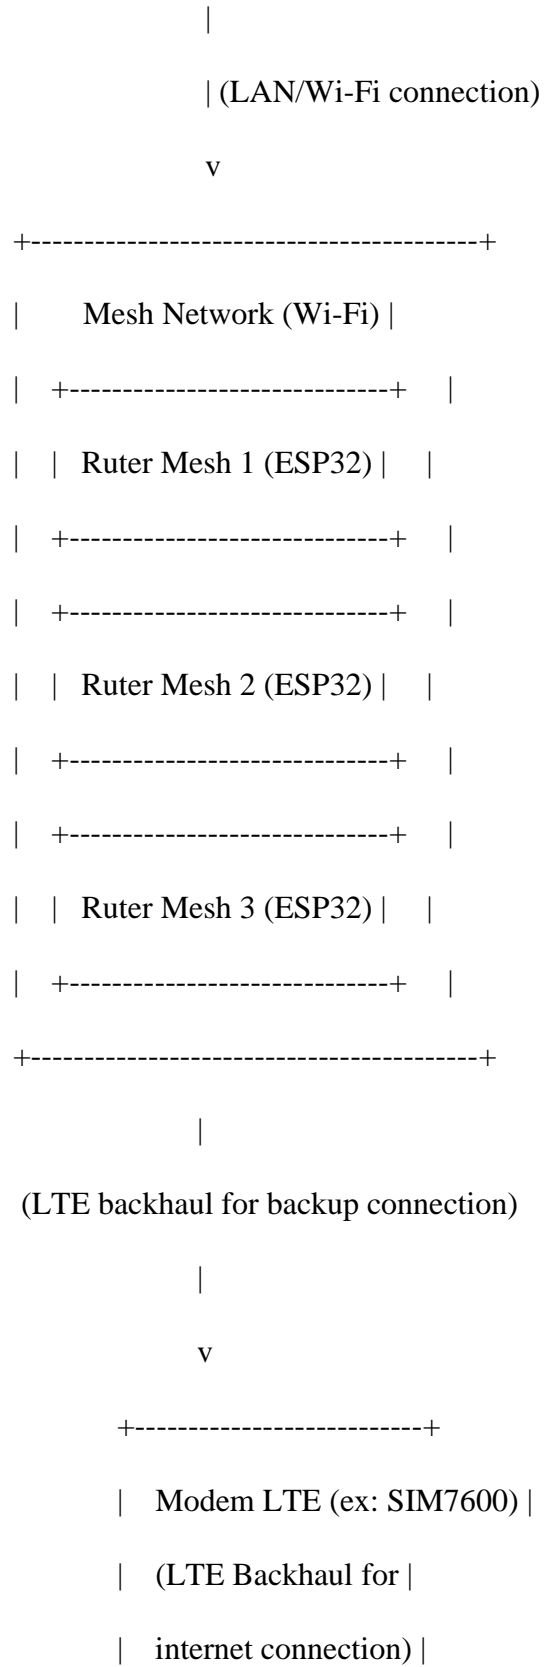 |
| (LAN/Wi-Fi connection)
v
+------------------------------------------+
|        Mesh Network (Wi-Fi) |
|    +------------------------------+     |
|   |   Ruter Mesh 1 (ESP32) |     |
|    +------------------------------+     |
|    +------------------------------+     |
|   |   Ruter Mesh 2 (ESP32) |     |
|    +------------------------------+     |
|    +------------------------------+     |
|   |   Ruter Mesh 3 (ESP32) |     |
|    +------------------------------+     |
+------------------------------------------+
|
(LTE backhaul for backup connection)
|
v
+---------------------------+
|    Modem LTE (ex: SIM7600) |
|    (LTE Backhaul for |
|    internet connection) |